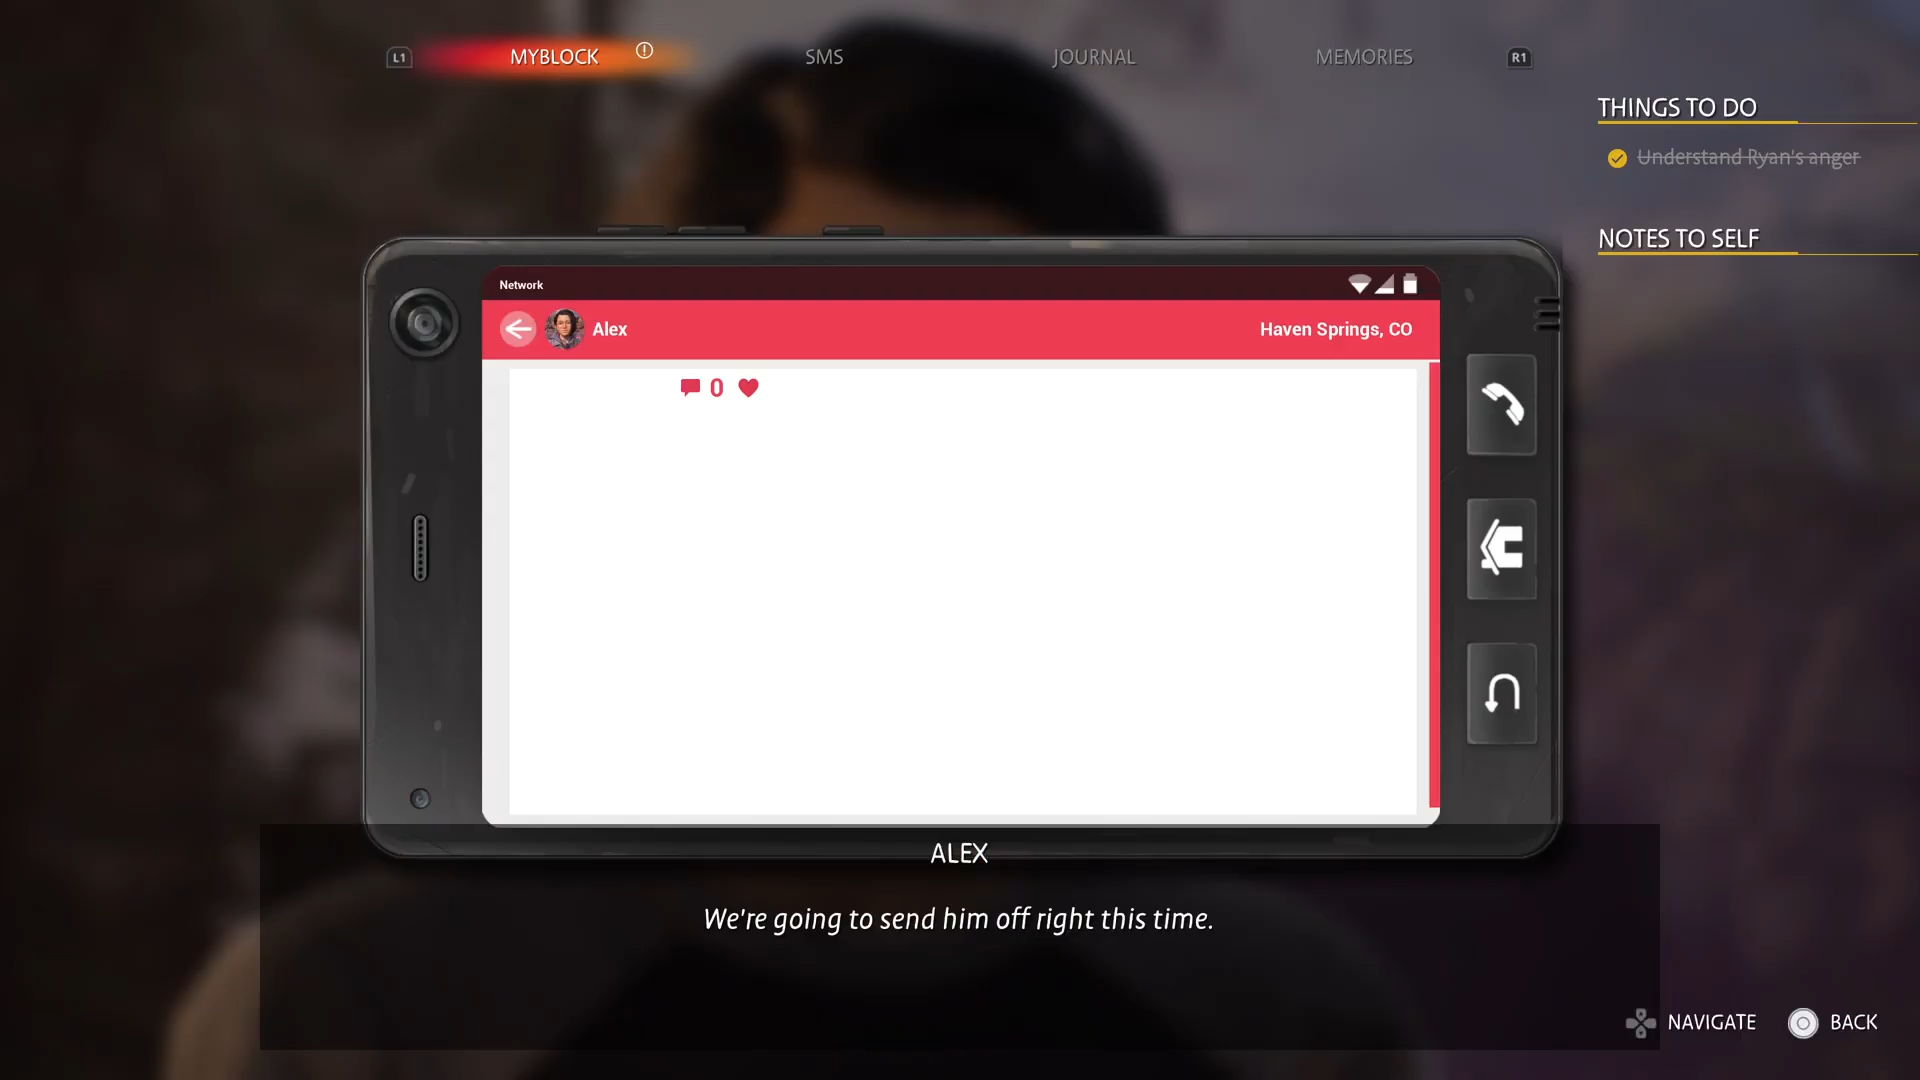 L1
MYBLOCK
SMS
JOURNAL
MEMORIES
R1
THINGS TO DO
Understand Ryan's anger
NOTES TO SELF
Network
Alex
Haven Springs, CO
0
ALEX
We're going to send him off right this time.
NAVIGATE
BACK